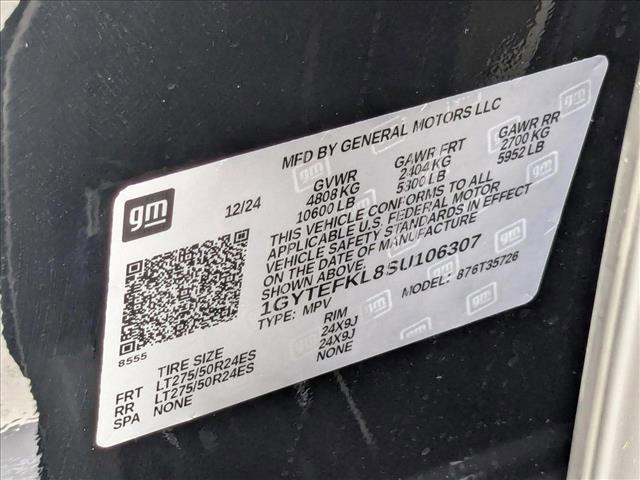 gm
12/24
MFD BY GENERAL MOTORS LLC
GVWR GAWR FRT GAWR RR
4808 KG 2404 KG 2700 KG
10600 LB 5300 LB 5952 LB
THIS VEHICLE CONFORMS TO ALL
APPLICABLE U.S. FEDERAL MOTOR
VEHICLE SAFETY STANDARDS IN EFFECT
ON THE DATE OF MANUFACTURE
SHOWN ABOVE.
1GYTEFKL8SU106307
TYPE: MPV MODEL: 876T35726
8555
TIRE SIZE RIM
FRT LT275/50R24ES 24X9J
RR LT275/50R24ES 24X9J
SPA NONE NONE